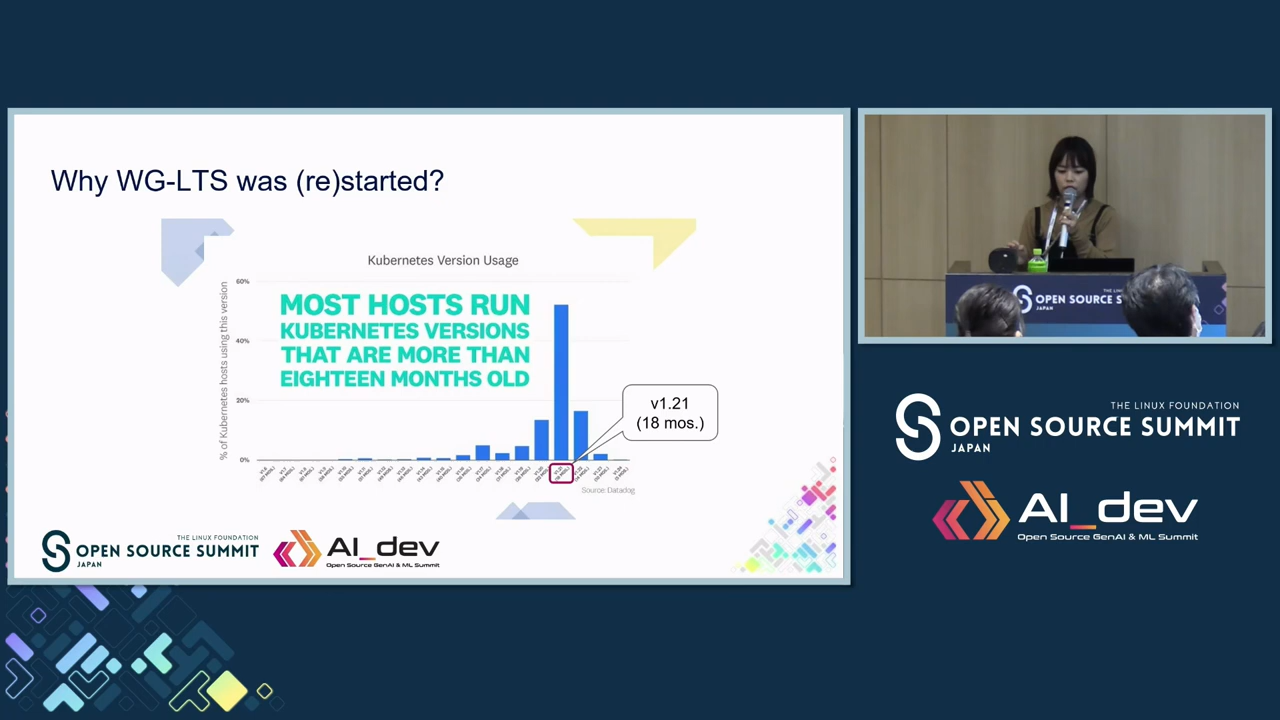 Why WG-LTS was (re)started?
Kubernetes Version Usage
% of Kubernetes hosts using this version
60%
40%
20%
0%
MOST HOSTS RUN
KUBERNETES VERSIONS
THAT ARE MORE THAN
EIGHTEEN MONTHS OLD
v1.21
(18 mos.)
Source Datadog
THE LINUX FOUNDATION
OPEN SOURCE SUMMIT
JAPAN
AI_dev
Open Source GenAI & ML Summit
THE LINUX
OPEN SOURCE S
JAPAN
THE LINUX FOUNDATION
OPEN SOURCE SUMMIT
JAPAN
AI_dev
Open Source GenAI & ML Summit